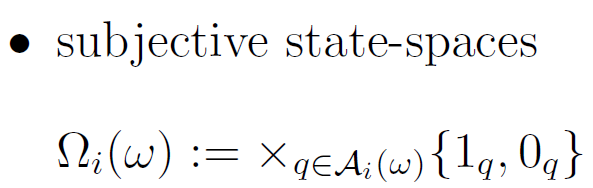 • subjective state-spaces
Ωᵢ(ω) := ×_{q∈𝒜ᵢ(ω)}{1_q, 0_q}